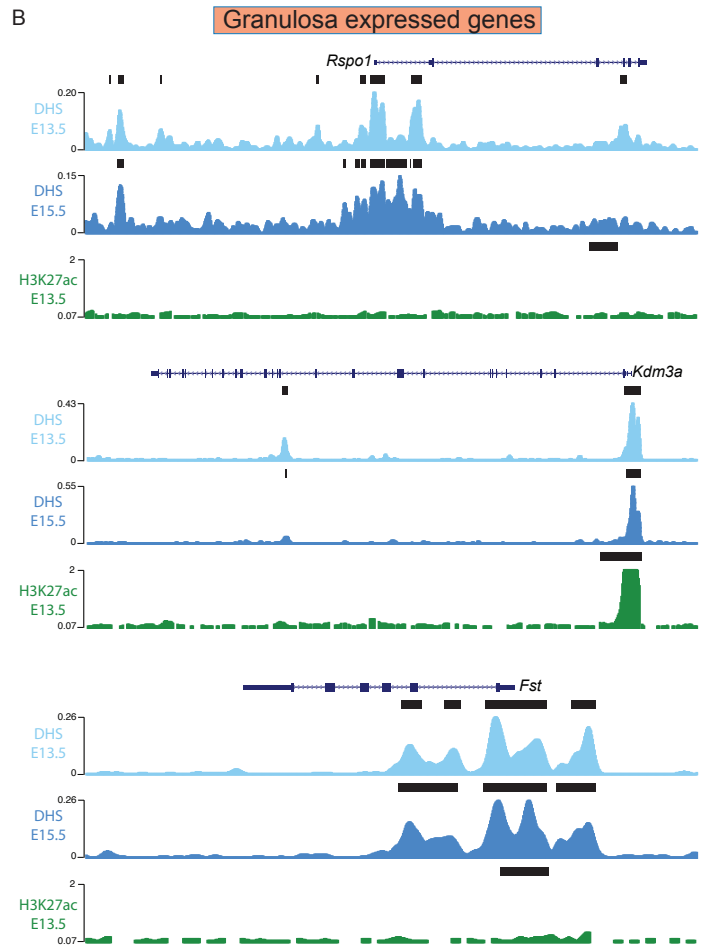 B
Granulosa expressed genes
Rspo1
0.20
DHS
E13.5
0
0.15
DHS
E15.5
0
2
H3K27ac
E13.5
0.07
Kdm3a
0.43
DHS
E13.5
0
0.55
DHS
E15.5
0
2
H3K27ac
E13.5
0.07
Fst
0.26
DHS
E13.5
0
0.26
DHS
E15.5
0
2
H3K27ac
E13.5
0.07